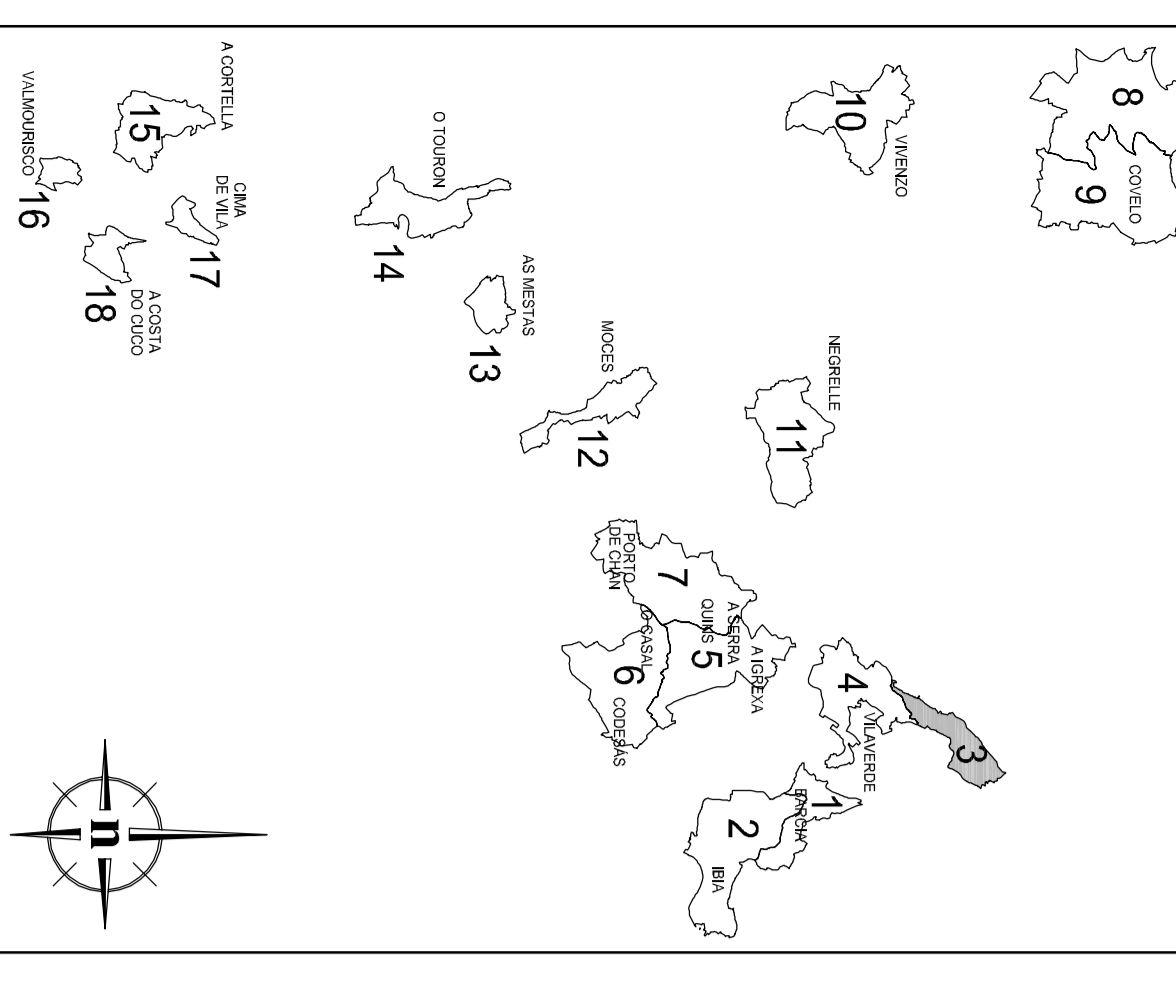 8
9
COVELO
10
VIVENZO
A CORTELLA
15
VALMOURISCO
16
CIMA
DE VILA
17
A COSTA
DO CUCO
18
O TOURON
14
AS MESTAS
13
MOCES
12
NEGRELLE
11
PORTO
DE CHAN
7
QUINS
A SERRA
A IGREXA
5
O CASAL
6
CODESÁS
4
VILAVERDE
3
1
BARCIA
2
IBIA
n